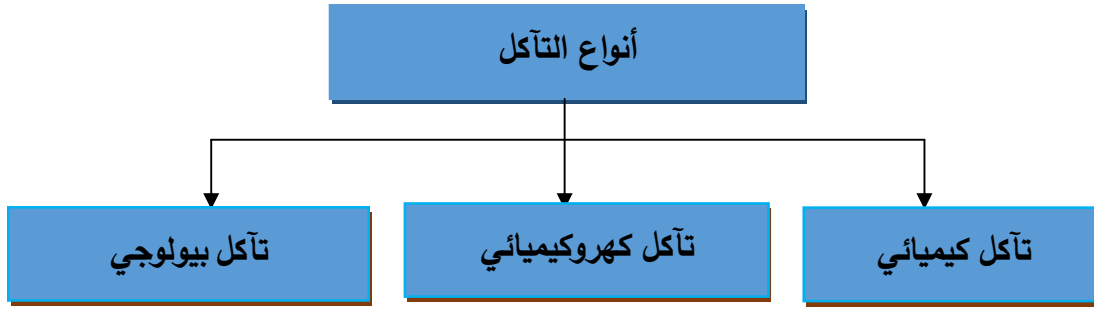 أنواع التآكل
تآكل كيميائي
تآكل كهروكيميائي
تآكل بيولوجي